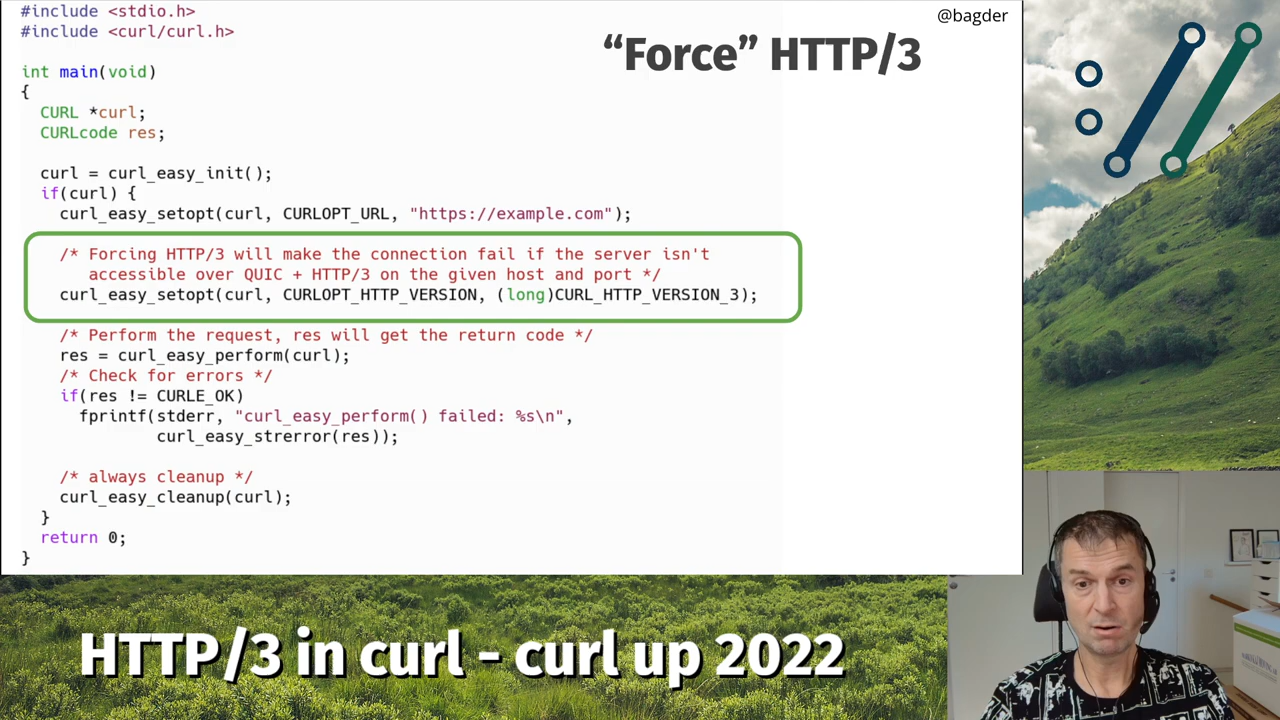 @bagder
“Force” HTTP/3
#include <stdio.h>
#include <curl/curl.h>
int main(void)
{
  CURL *curl;
  CURLcode res;
  curl = curl_easy_init();
  if(curl) {
    curl_easy_setopt(curl, CURLOPT_URL, "https://example.com");
    /* Forcing HTTP/3 will make the connection fail if the server isn't
       accessible over QUIC + HTTP/3 on the given host and port */
    curl_easy_setopt(curl, CURLOPT_HTTP_VERSION, (long)CURL_HTTP_VERSION_3);
    /* Perform the request, res will get the return code */
    res = curl_easy_perform(curl);
    /* Check for errors */
    if(res != CURLE_OK)
      fprintf(stderr, "curl_easy_perform() failed: %s\n",
              curl_easy_strerror(res));
    /* always cleanup */
    curl_easy_cleanup(curl);
  }
  return 0;
}
HTTP/3 in curl - curl up 2022